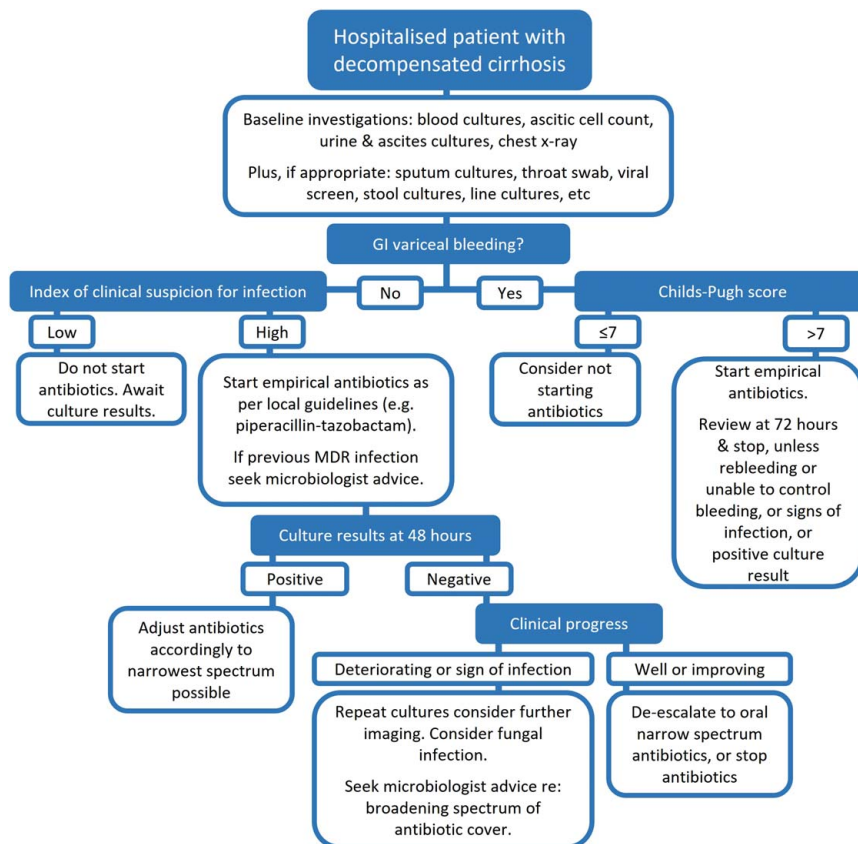 Hospitalised patient with
decompensated cirrhosis
Baseline investigations: blood cultures, ascitic cell count,
urine & ascites cultures, chest x-ray
Plus, if appropriate: sputum cultures, throat swab, viral
screen, stool cultures, line cultures, etc
GI variceal bleeding?
Index of clinical suspicion for infection
No
Yes
Childs-Pugh score
Low
High
≤7
>7
Do not start
antibiotics. Await
culture results.
Start empirical antibiotics as
per local guidelines (e.g.
piperacillin-tazobactam).
If previous MDR infection
seek microbiologist advice.
Consider not
starting
antibiotics
Start empirical
antibiotics.
Review at 72 hours
& stop, unless
rebleeding or
unable to control
bleeding, or signs of
infection, or
positive culture
result
Culture results at 48 hours
Positive
Negative
Adjust antibiotics
accordingly to
narrowest spectrum
possible
Clinical progress
Deteriorating or sign of infection
Well or improving
Repeat cultures consider further
imaging. Consider fungal
infection.
Seek microbiologist advice re:
broadening spectrum of
antibiotic cover.
De-escalate to oral
narrow spectrum
antibiotics, or stop
antibiotics